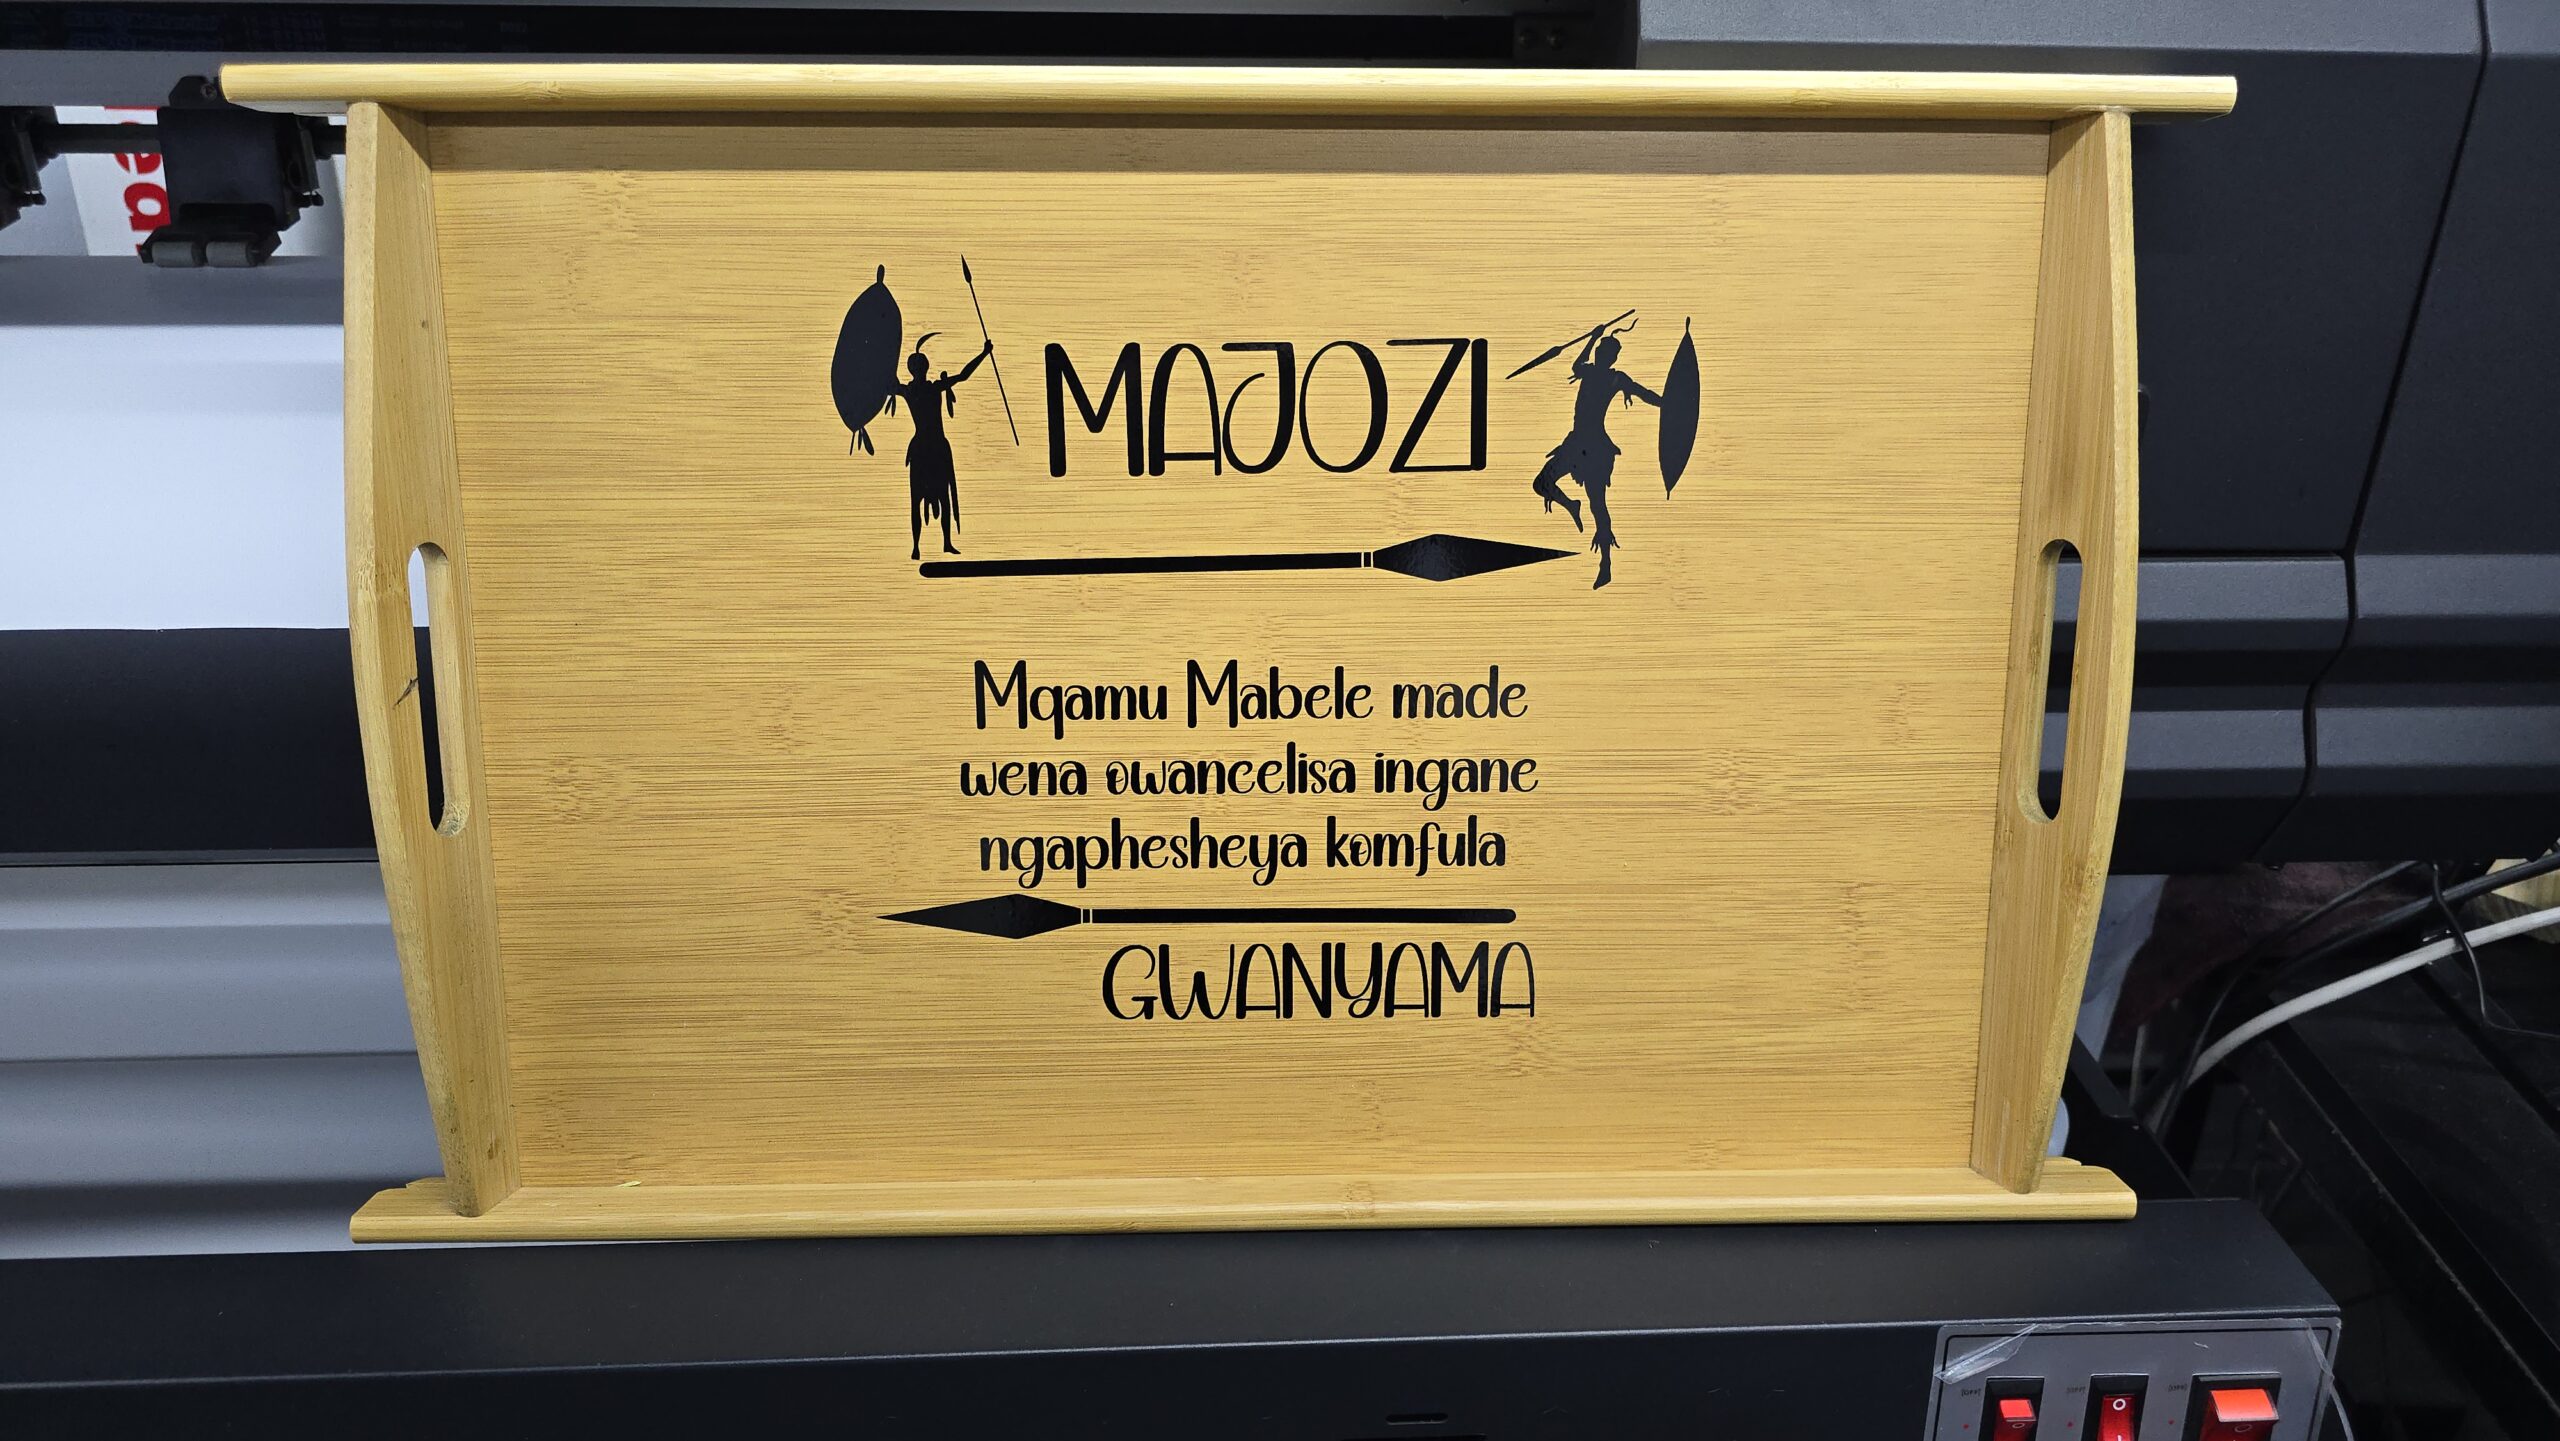 MAJOZI
Mqamu Mabele made
wena owancelisa ingane
ngaphesheya komfula
GWANYAMA